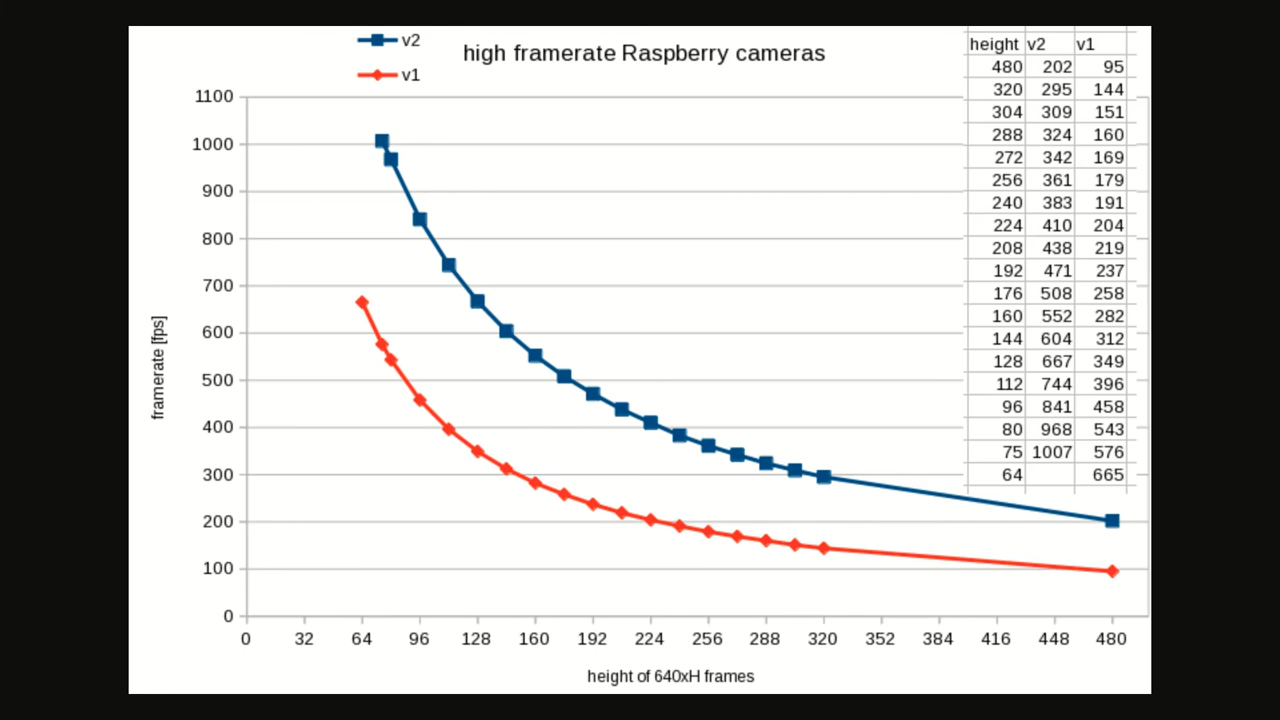 v2
v1
high framerate Raspberry cameras
height v2 v1
480 202 95
320 295 144
304 309 151
288 324 160
272 342 169
256 361 179
240 383 191
224 410 204
208 438 219
192 471 237
176 508 258
160 552 282
144 604 312
128 667 349
112 744 396
96 841 458
80 968 543
75 1007 576
64 665
1100
1000
900
800
700
600
500
400
300
200
100
0
framerate [fps]
0 32 64 96 128 160 192 224 256 288 320 352 384 416 448 480
height of 640xH frames